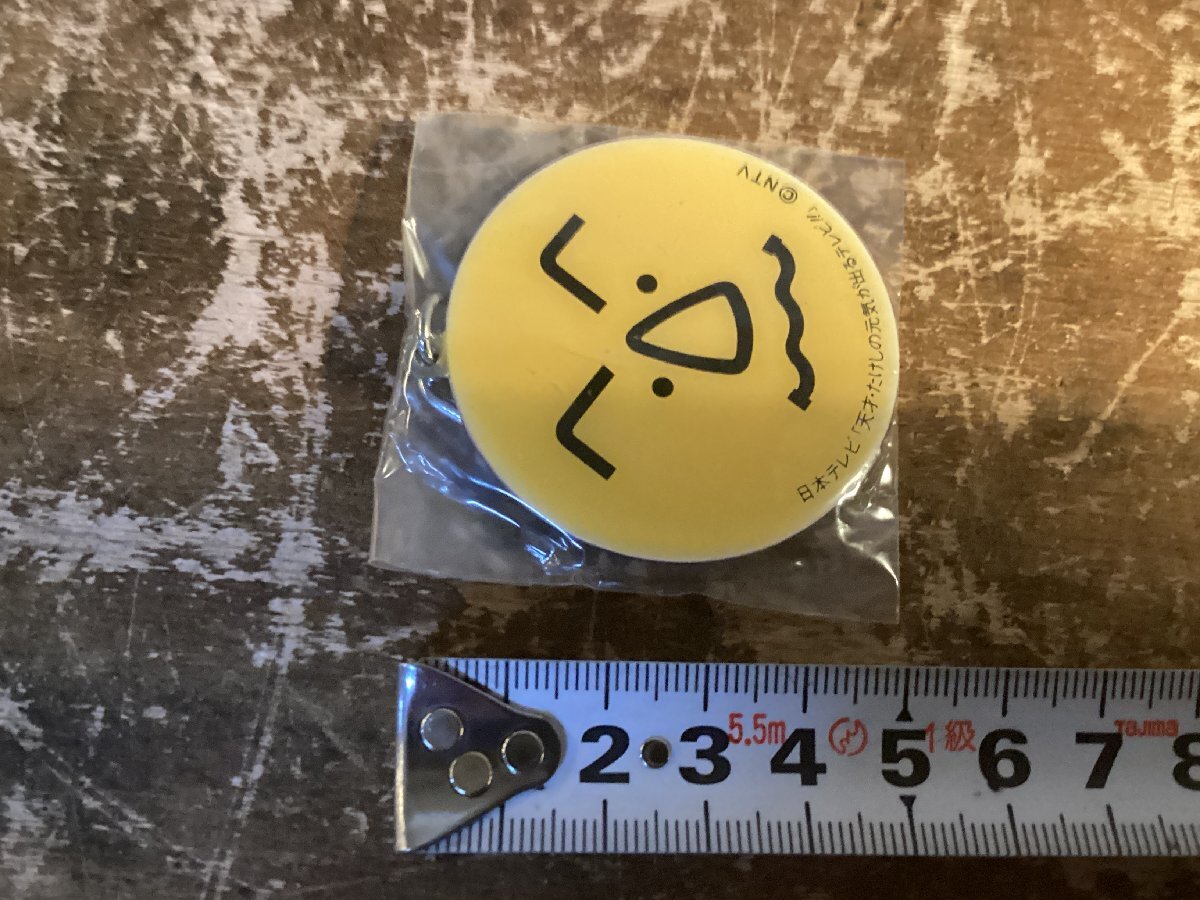 日本テレビ「天才・たけしの元気が出るテレビ!!」
©NTV
2 3 4 5 6 7 8
5.5m 1級 Tajima